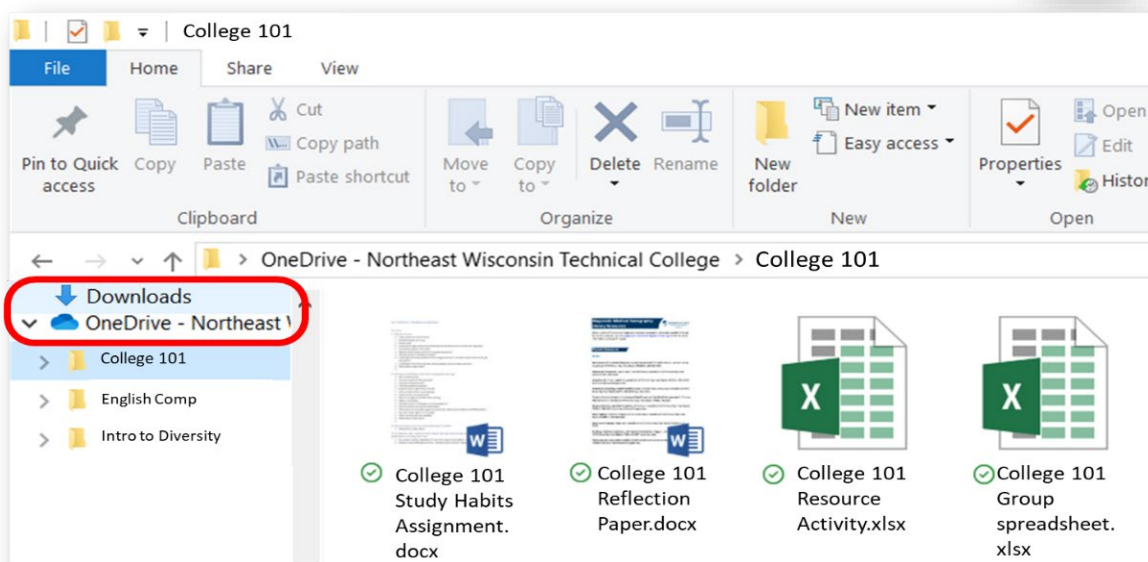 College 101
File Home Share View
Pin to Quick access
Copy
Paste
Cut
Copy path
Paste shortcut
Clipboard
Move to
Copy to
Delete
Rename
Organize
New folder
New item
Easy access
New
Properties
Open
Edit
Histor
Open
OneDrive - Northeast Wisconsin Technical College > College 101
Downloads
OneDrive - Northeast
College 101
English Comp
Intro to Diversity
College 101
Study Habits
Assignment.
docx
College 101
Reflection
Paper.docx
College 101
Resource
Activity.xlsx
College 101
Group
spreadsheet.
xlsx